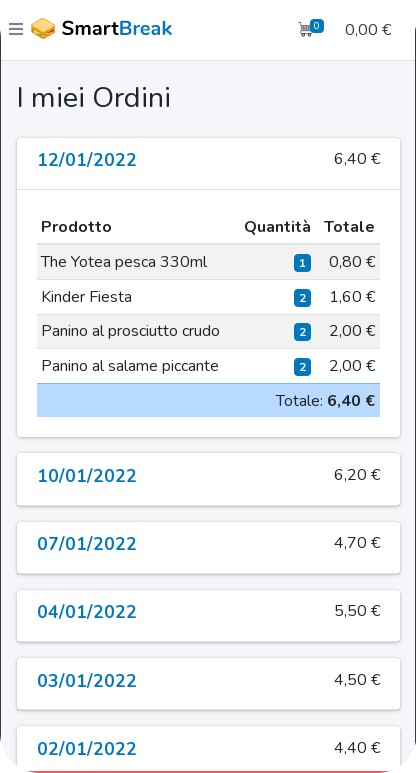 SmartBreak 0 0,00 €
I miei Ordini
12/01/2022 6,40 €
Prodotto Quantità Totale
The Yotea pesca 330ml 1 0,80 €
Kinder Fiesta 2 1,60 €
Panino al prosciutto crudo 2 2,00 €
Panino al salame piccante 2 2,00 €
Totale: 6,40 €
10/01/2022 6,20 €
07/01/2022 4,70 €
04/01/2022 5,50 €
03/01/2022 4,50 €
02/01/2022 4,40 €